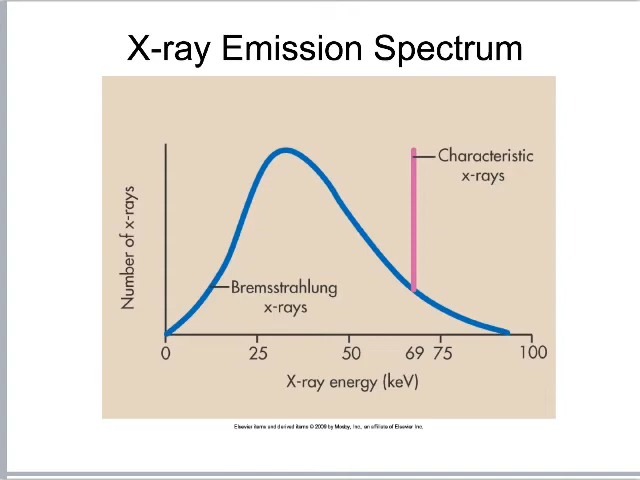 X-ray Emission Spectrum
Number of x-rays
Characteristic
x-rays
Bremsstrahlung
x-rays
0 25 50 69 75 100
X-ray energy (keV)
Elsevier items and derived items © 2009 by Mosby, Inc., an affiliate of Elsevier Inc.